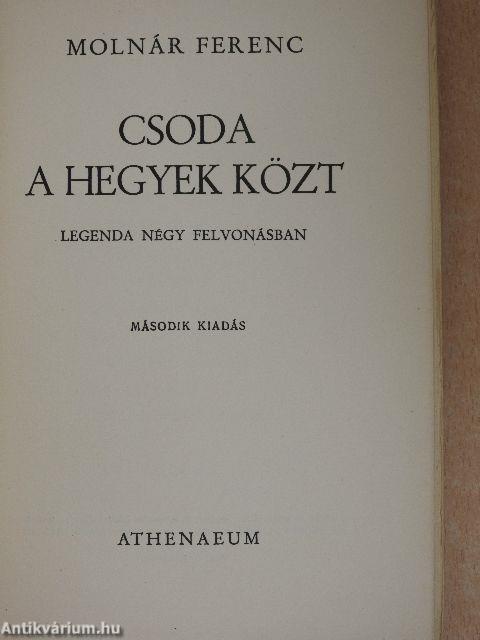 MOLNÁR FERENC
CSODA
A HEGYEK KÖZT
LEGENDA NÉGY FELVONÁSBAN
MÁSODIK KIADÁS
ATHENAEUM
Antikvárium.hu